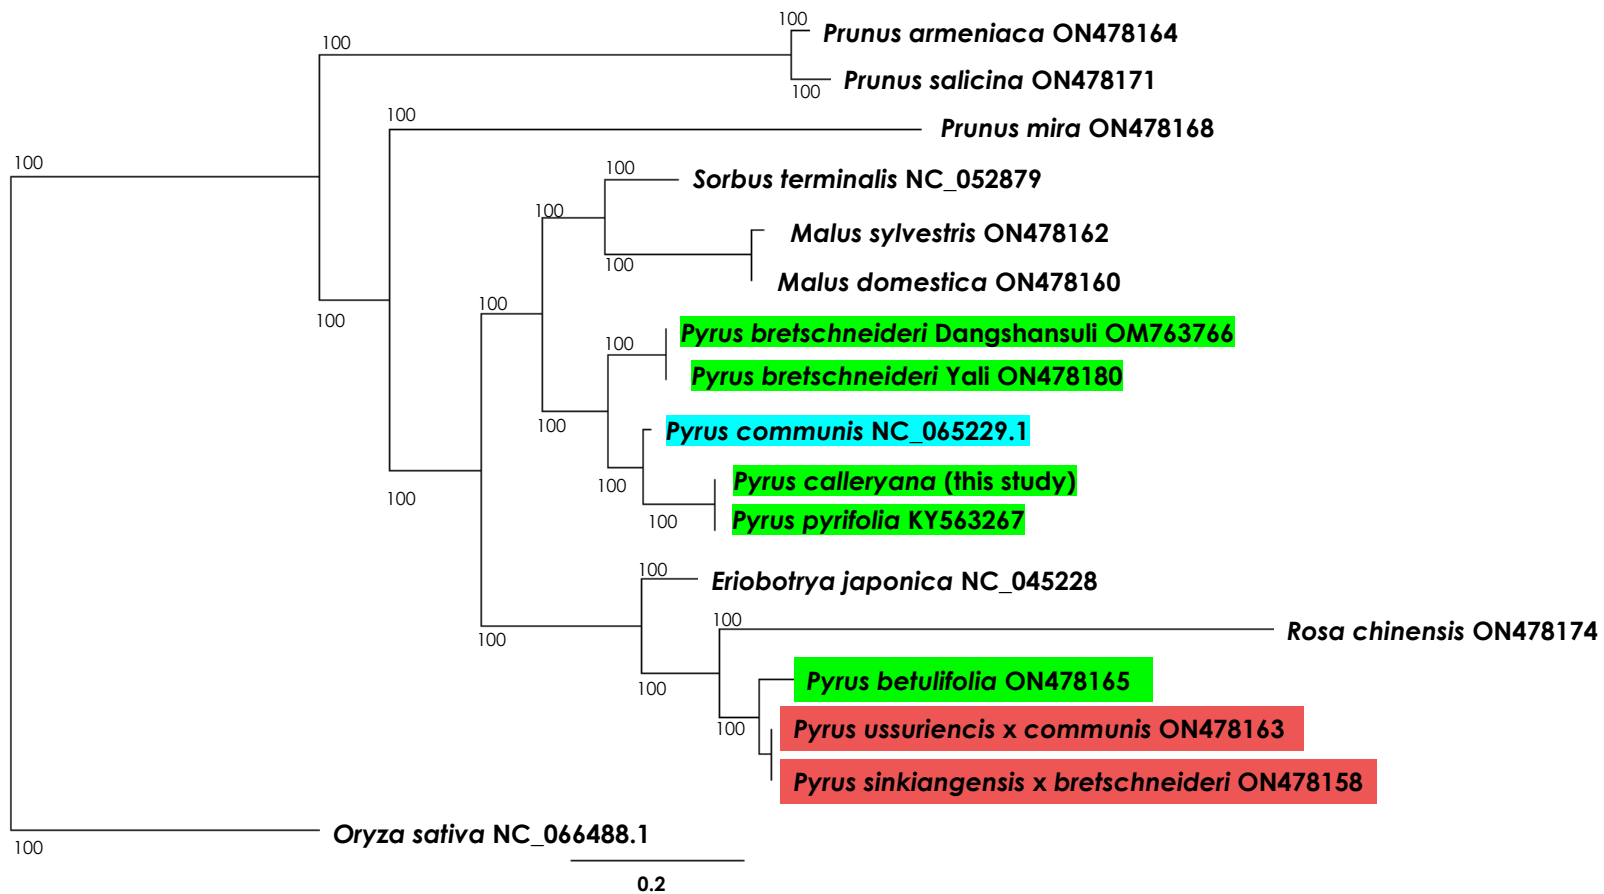 100
Prunus armeniaca ON478164
100
Prunus salicina ON478171
100
100
Prunus mira ON478168
100
100
Sorbus terminalis NC_052879
100
Malus sylvestris ON478162
100
Malus domestica ON478160
100
100
Pyrus bretschneideri Dangshansuli OM763766
100
Pyrus bretschneideri Yali ON478180
100
Pyrus communis NC_065229.1
100
Pyrus calleryana (this study)
100
100
Pyrus pyrifolia KY563267
100
Eriobotrya japonica NC_045228
100
100
Rosa chinensis ON478174
100
Pyrus betulifolia ON478165
100
Pyrus ussuriencis x communis ON478163
Pyrus sinkiangensis x bretschneideri ON478158
Oryza sativa NC_066488.1
100
0.2